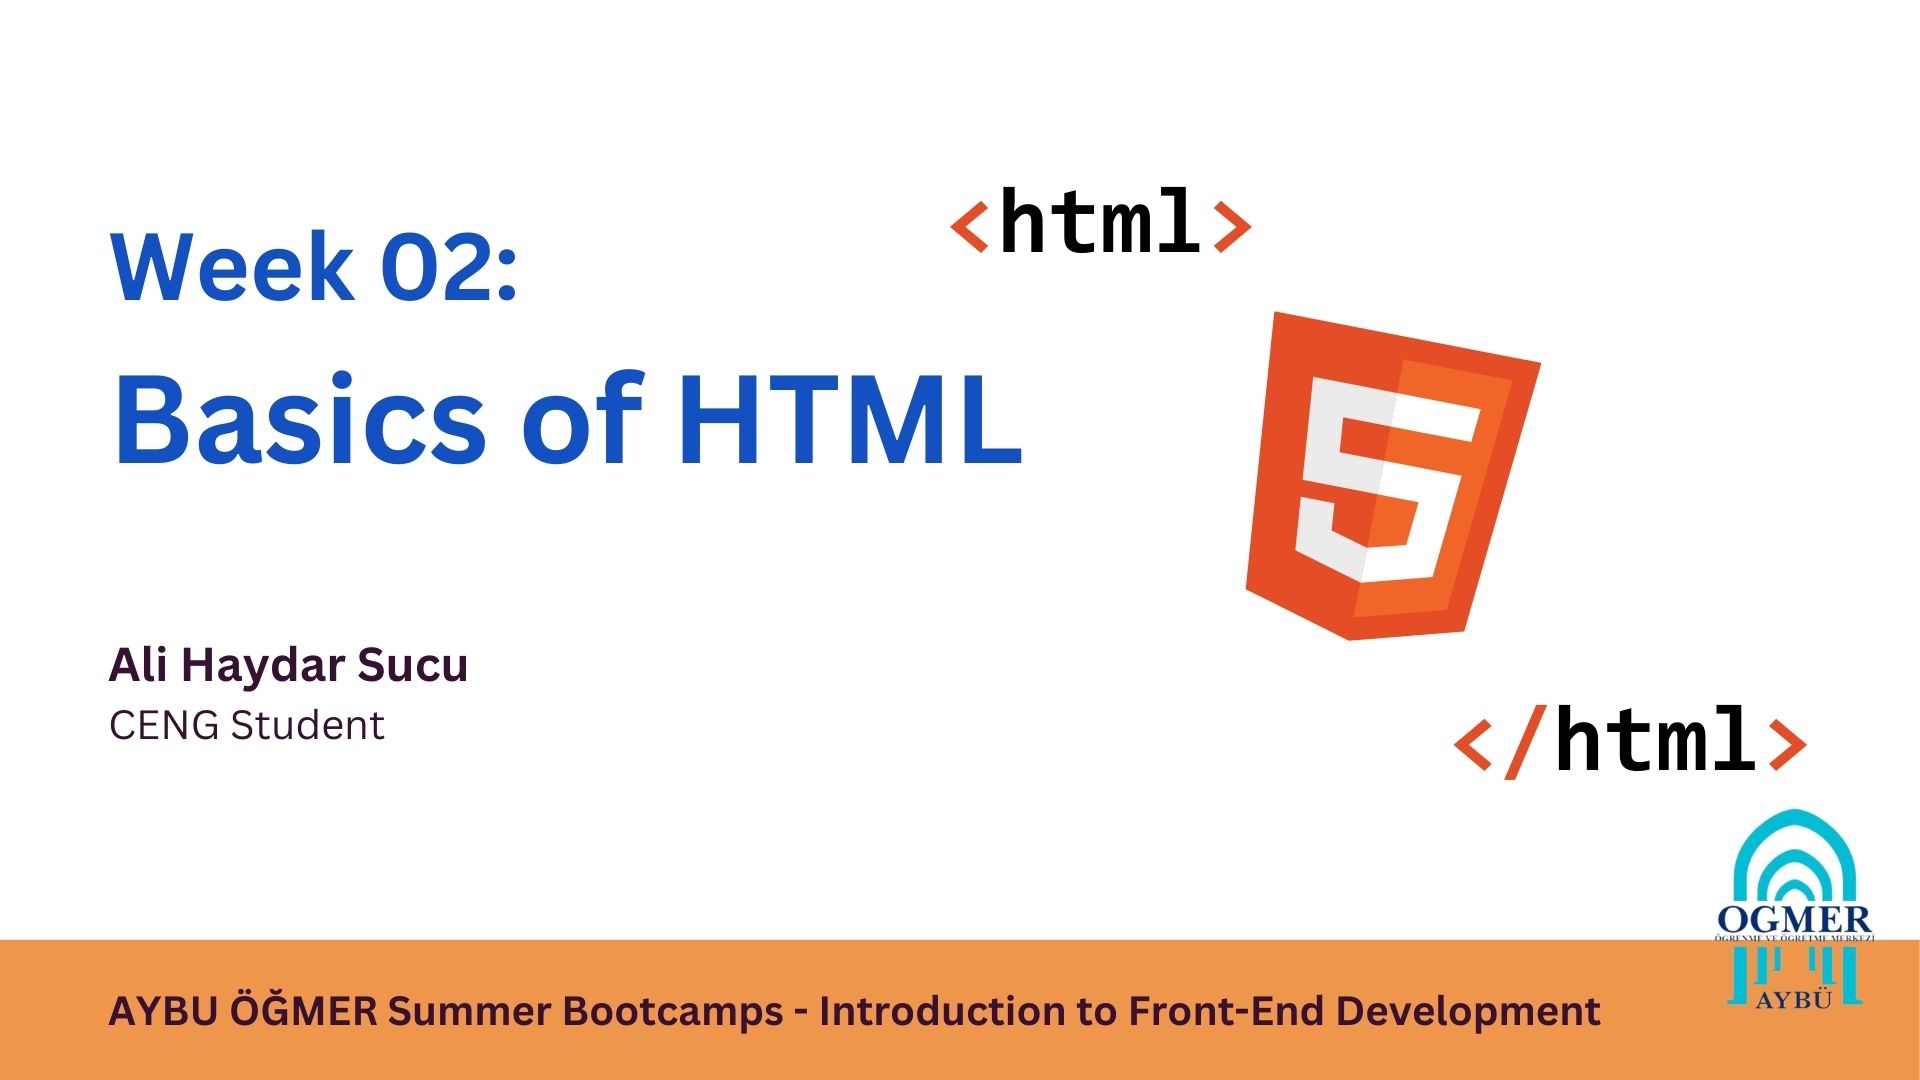 <html>
Week 02:
Basics of HTML
5
Ali Haydar Sucu
CENG Student
</html>
OGMER
ÖĞRENME VE ÖĞRETME MERKEZİ
AYBÜ
AYBU ÖĞMER Summer Bootcamps - Introduction to Front-End Development